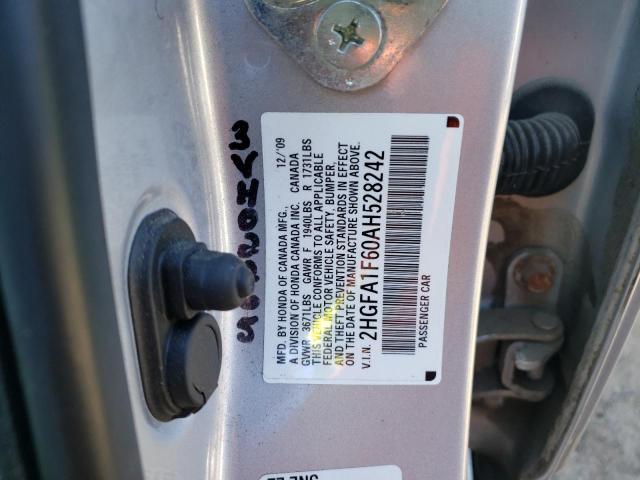 MFD. BY HONDA OF CANADA MFG., 12/'09
A DIVISION OF HONDA CANADA INC. CANADA
GVWR 3671LBS GAWR F 1940LBS R 1731LBS
THIS VEHICLE CONFORMS TO ALL APPLICABLE
FEDERAL MOTOR VEHICLE SAFETY, BUMPER,
AND THEFT PREVENTION STANDARDS IN EFFECT
ON THE DATE OF MANUFACTURE SHOWN ABOVE.
V.I.N. 2HGFA1F60AH528242
PASSENGER CAR